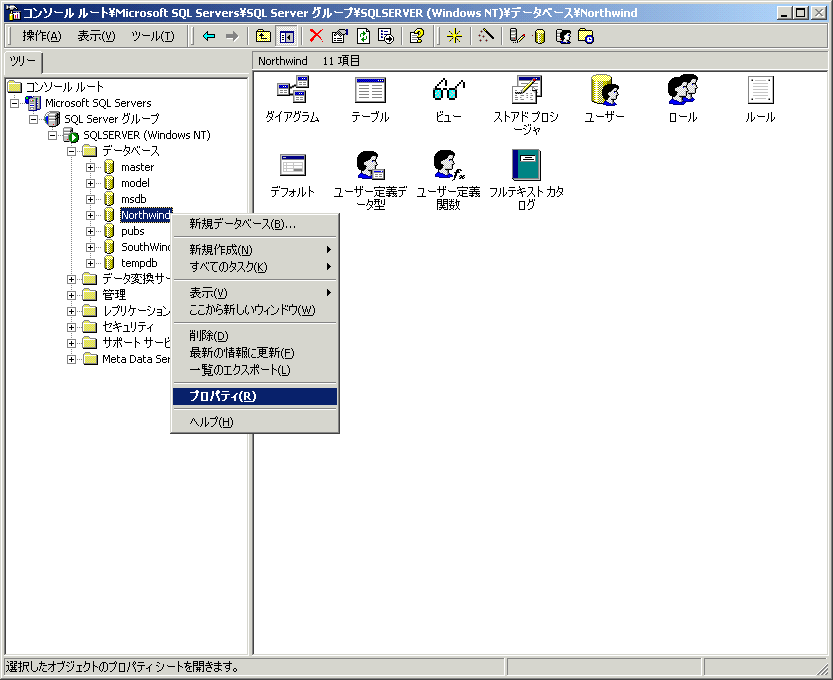 コンソール ルート¥Microsoft SQL Servers¥SQL Server グループ¥SQLSERVER (Windows NT)¥データベース¥Northwind
操作(A) 表示(V) ツール(T)
ツリー
Northwind 11 項目
コンソール ルート
Microsoft SQL Servers
SQL Server グループ
SQLSERVER (Windows NT)
データベース
master
model
msdb
Northwind
pubs
SouthWind
tempdb
データ変換サー
管理
レプリケーション
セキュリティ
サポート サービ
Meta Data Ser
新規データベース(B)...
新規作成(N)
すべてのタスク(K)
表示(V)
ここから新しいウィンドウ(W)
削除(D)
最新の情報に更新(F)
一覧のエクスポート(L)
プロパティ(R)
ヘルプ(H)
ダイアグラム
テーブル
ビュー
ストアド プロシ
ージャ
ユーザー
ロール
ルール
デフォルト
ユーザー定義デ
ータ型
ユーザー定義
関数
フルテキスト カタ
ログ
選択したオブジェクトのプロパティ シートを開きます。